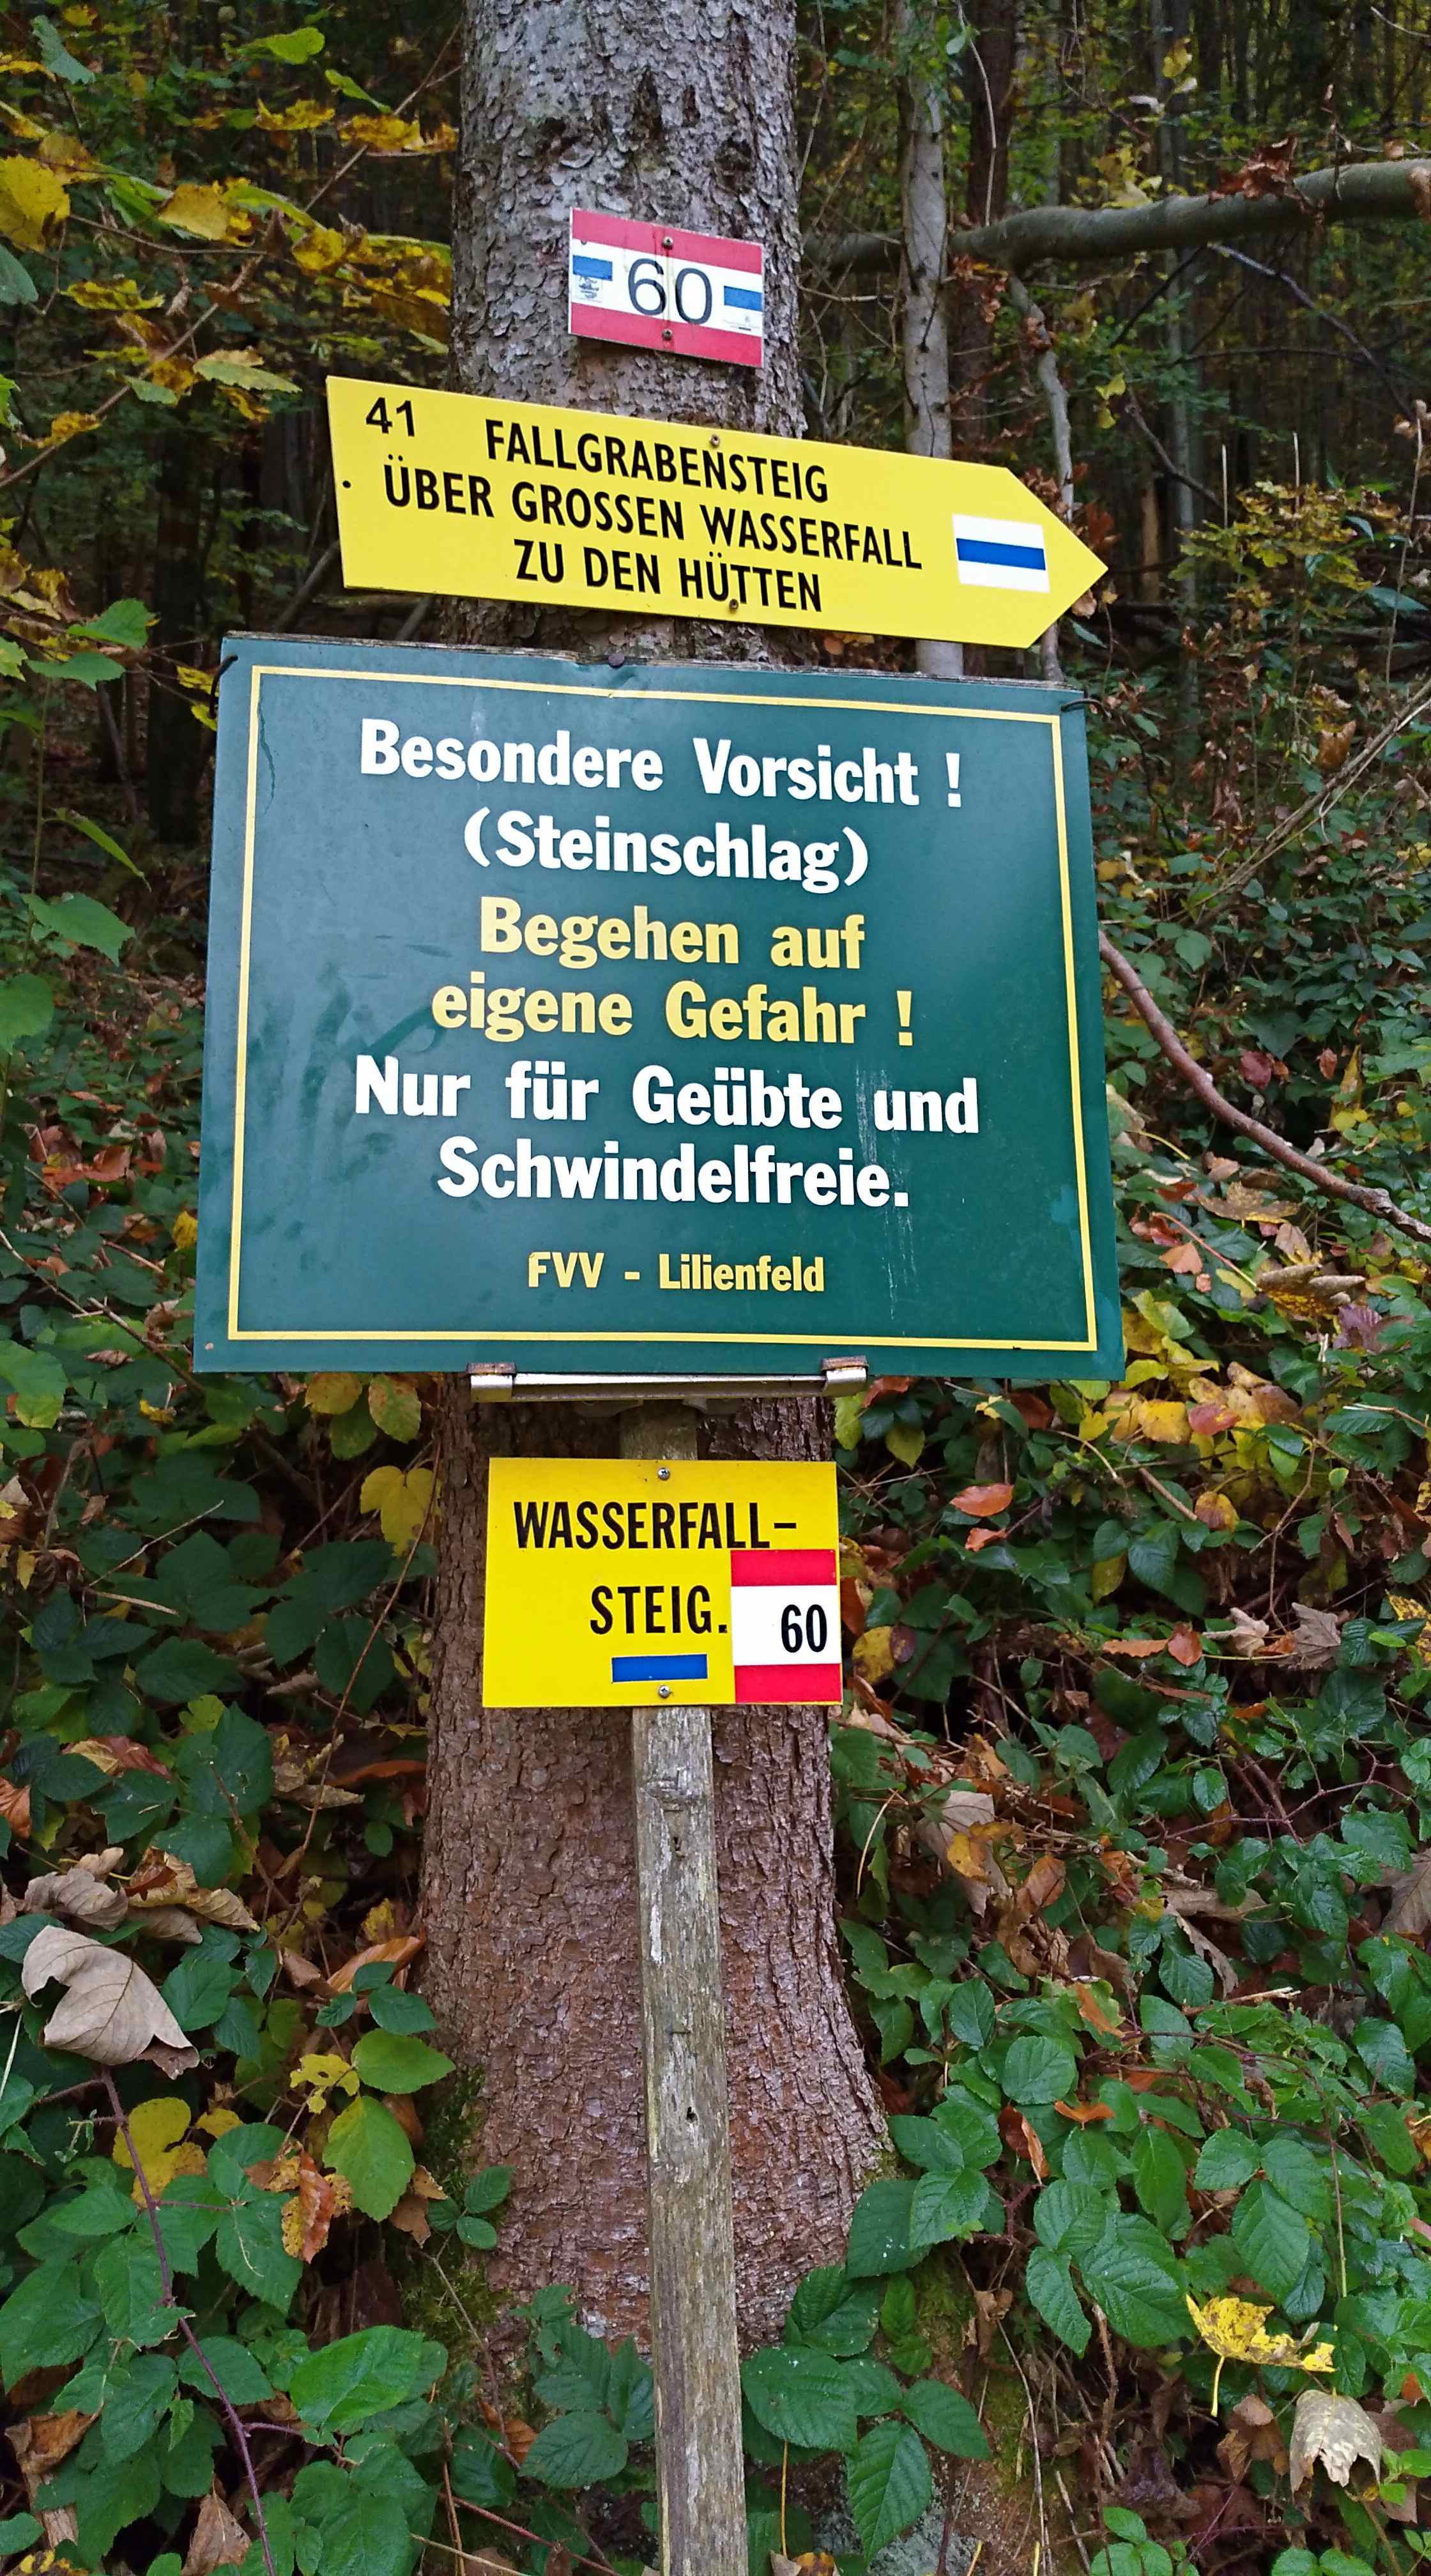 60
41 FALLGRABENSTEIG
ÜBER GROSSEN WASSERFALL
ZU DEN HÜTTEN
Besondere Vorsicht !
(Steinschlag)
Begehen auf
eigene Gefahr !
Nur für Geübte und
Schwindelfreie.
FVV - Lilienfeld
WASSERFALL-
STEIG. 60